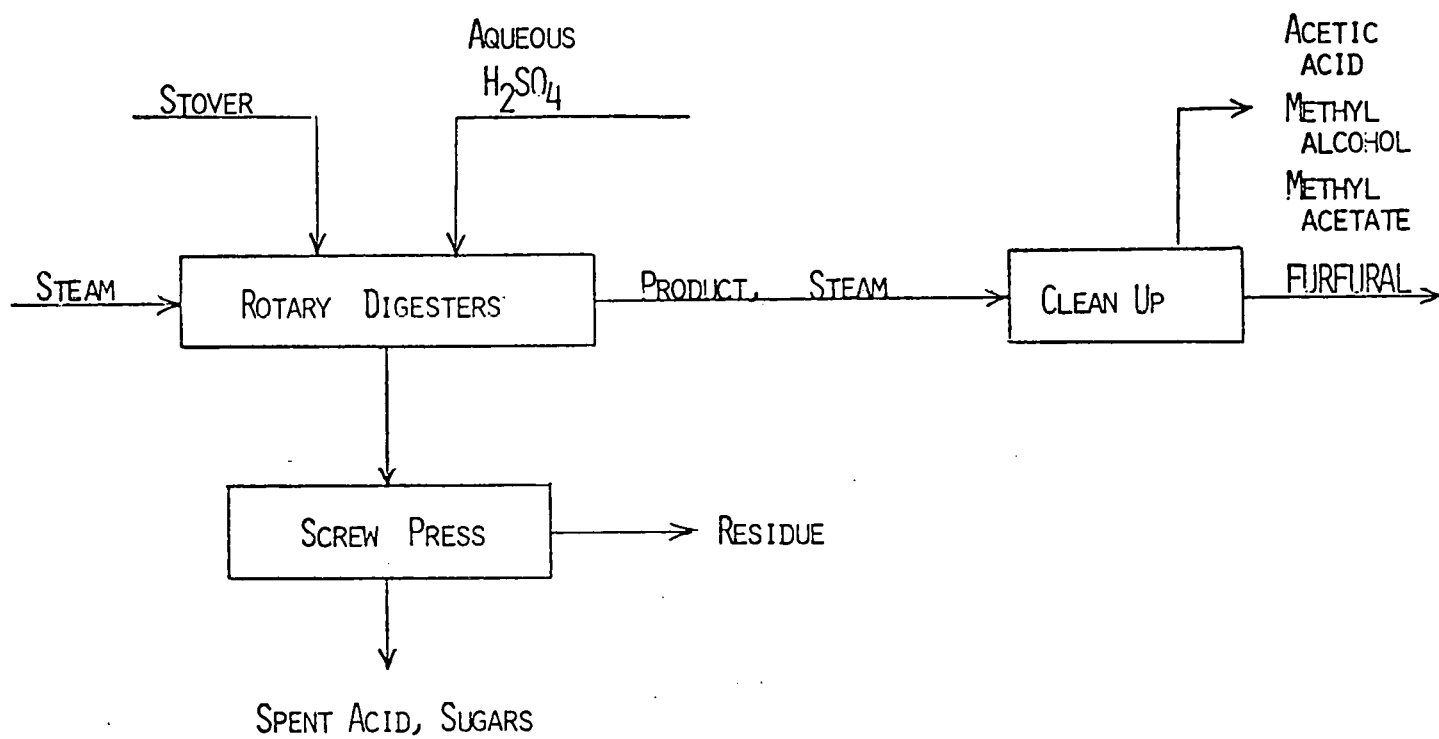 AQUEOUS
H2SO4
STOVER
ACETIC
ACID
METHYL
ALCOHOL
METHYL
ACETATE
STEAM
ROTARY DIGESTERS
PRODUCT, STEAM
CLEAN UP
FURFURAL
SCREW PRESS
RESIDUE
SPENT ACID, SUGARS